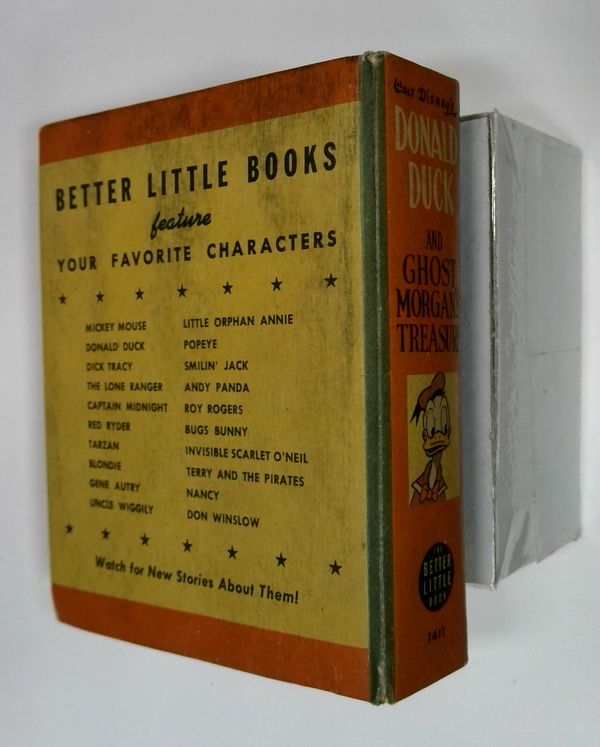 BETTER LITTLE BOOKS
feature
YOUR FAVORITE CHARACTERS
MICKEY MOUSE
DONALD DUCK
DICK TRACY
THE LONE RANGER
CAPTAIN MIDNIGHT
RED RYDER
TARZAN
BLONDIE
GENE AUTRY
UNCLE WIGGILY
LITTLE ORPHAN ANNIE
POPEYE
SMILIN' JACK
ANDY PANDA
ROY ROGERS
BUGS BUNNY
INVISIBLE SCARLET O'NEIL
TERRY AND THE PIRATES
NANCY
DON WINSLOW
Watch for New Stories About Them!
WALT DISNEY'S
DONALD
DUCK
AND
GHOST
MORGAN'S
TREASURE
THE
BETTER
LITTLE
BOOK
1411